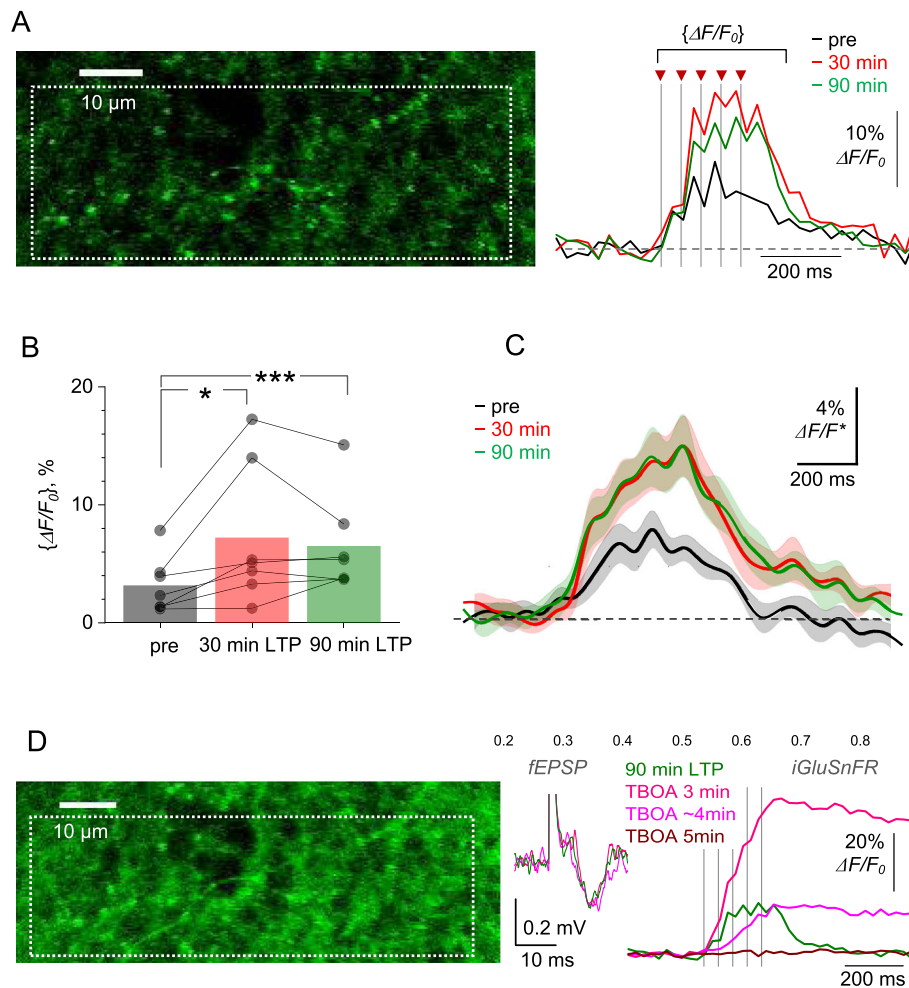 A
10 µm
{ΔF/F0}
pre
30 min
90 min
10%
ΔF/F0
200 ms
B
20
10
0
{ΔF/F0}, %
*
***
pre
30 min LTP
90 min LTP
C
pre
30 min
90 min
4%
ΔF/F*
200 ms
D
10 µm
0.2 0.3 0.4 0.5 0.6 0.7 0.8
fEPSP
iGluSnFR
90 min LTP
TBOA 3 min
TBOA ~4min
TBOA 5min
20%
ΔF/F0
0.2 mV
10 ms
200 ms